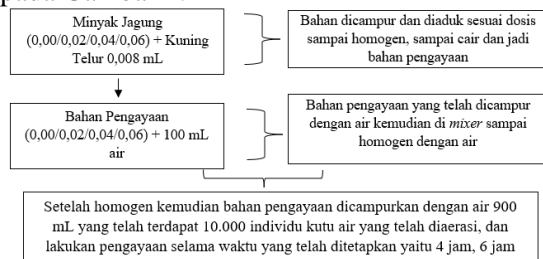 Minyak Jagung
(0,00/0,02/0,04/0,06) + Kuning
Telur 0,008 mL
Bahan dicampur dan diaduk sesuai dosis
sampai homogen, sampai cair dan jadi
bahan pengayaan
Bahan Pengayaan
(0,00/0,02/0,04/0,06) + 100 mL
air
Bahan pengayaan yang telah dicampur
dengan air kemudian di mixer sampai
homogen dengan air
Setelah homogen kemudian bahan pengayaan dicampurkan dengan air 900
mL yang telah terdapat 10.000 individu kutu air yang telah diaerasi, dan
lakukan pengayaan selama waktu yang telah ditetapkan yaitu 4 jam, 6 jam